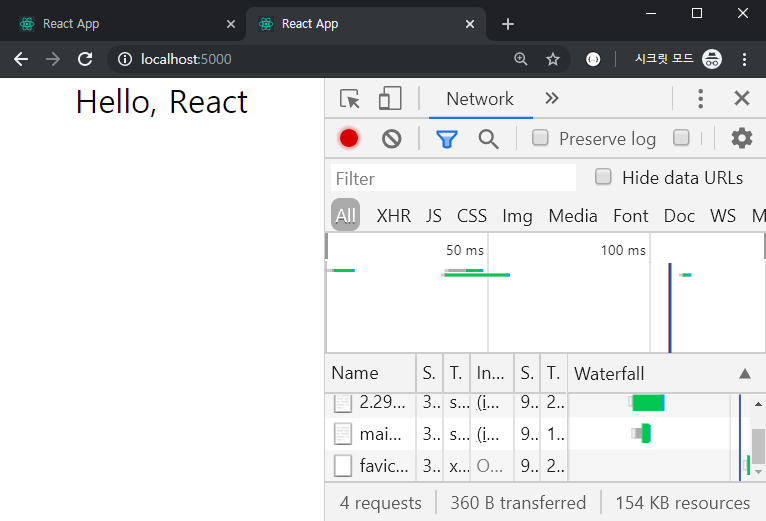 React App
React App
localhost:5000
시크릿 모드
Hello, React
Network
Preserve log
Filter
Hide data URLs
All XHR JS CSS Img Media Font Doc WS M
50 ms
100 ms
Name S. T. In... S. T. Waterfall
2.29... 3.. s... (i... 9.. 2...
mai... 3.. s... (i... 9.. 1...
favic... 3.. x... O... 9.. 2...
4 requests 360 B transferred 154 KB resources